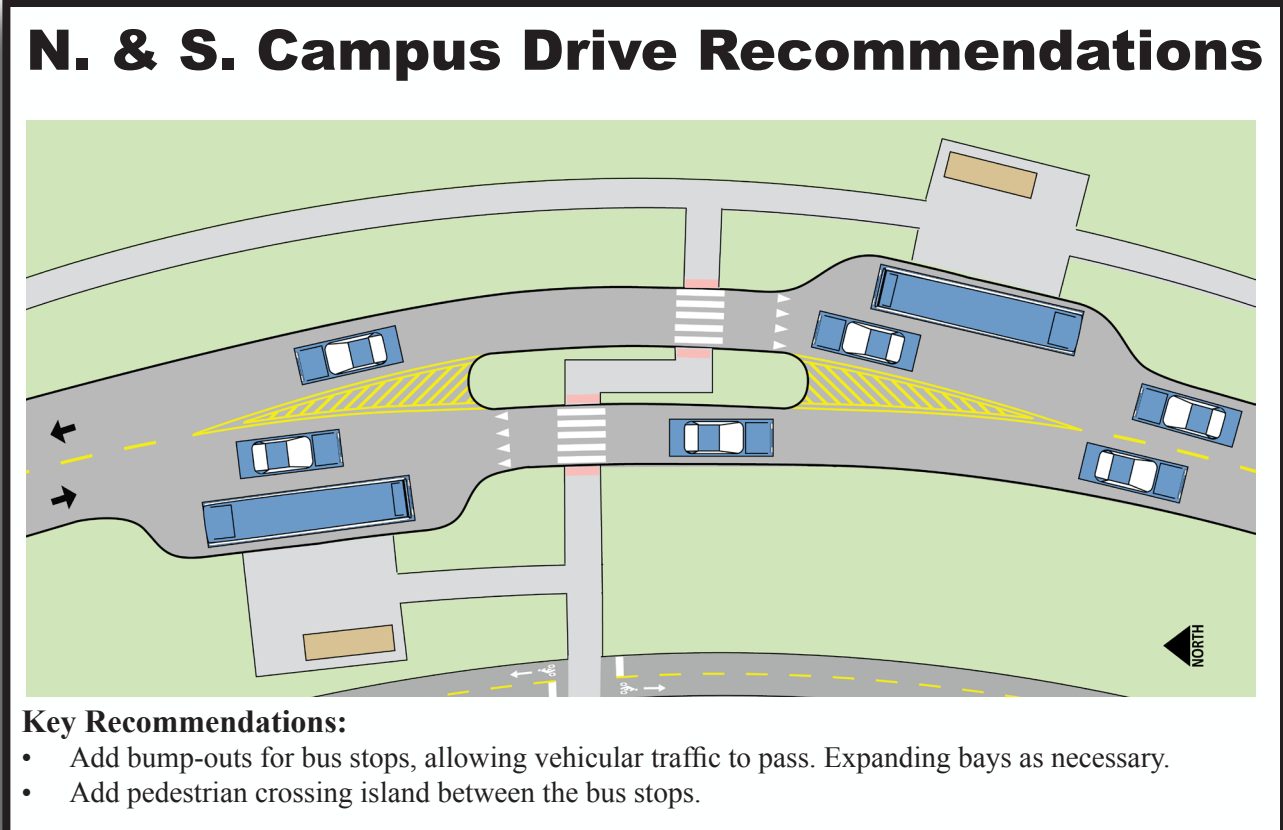 N. & S. Campus Drive Recommendations
NORTH
Key Recommendations:
• Add bump-outs for bus stops, allowing vehicular traffic to pass. Expanding bays as necessary.
• Add pedestrian crossing island between the bus stops.